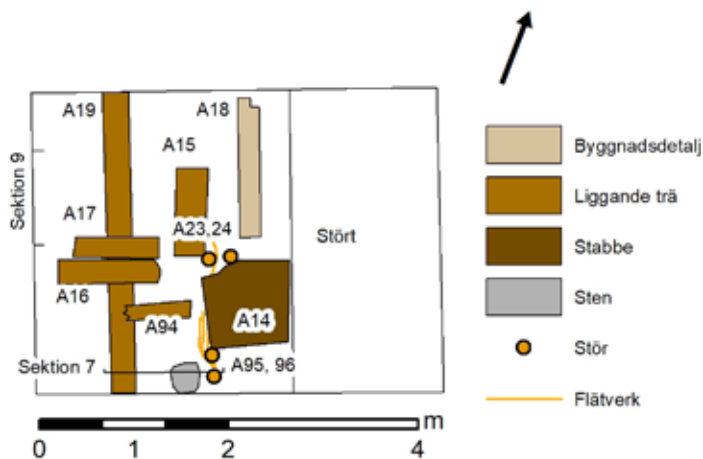 A19
A18
A15
Sektion 9
A17
A23,24
Stört
A16
A94
A14
Sektion 7
A95, 96
m
0
1
2
4
Byggnadsdetalj
Liggande trä
Stabbe
Sten
Stör
Flätverk